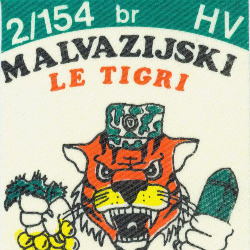 2/154 br HV
MALVAZIJSKI
LE TIGRI